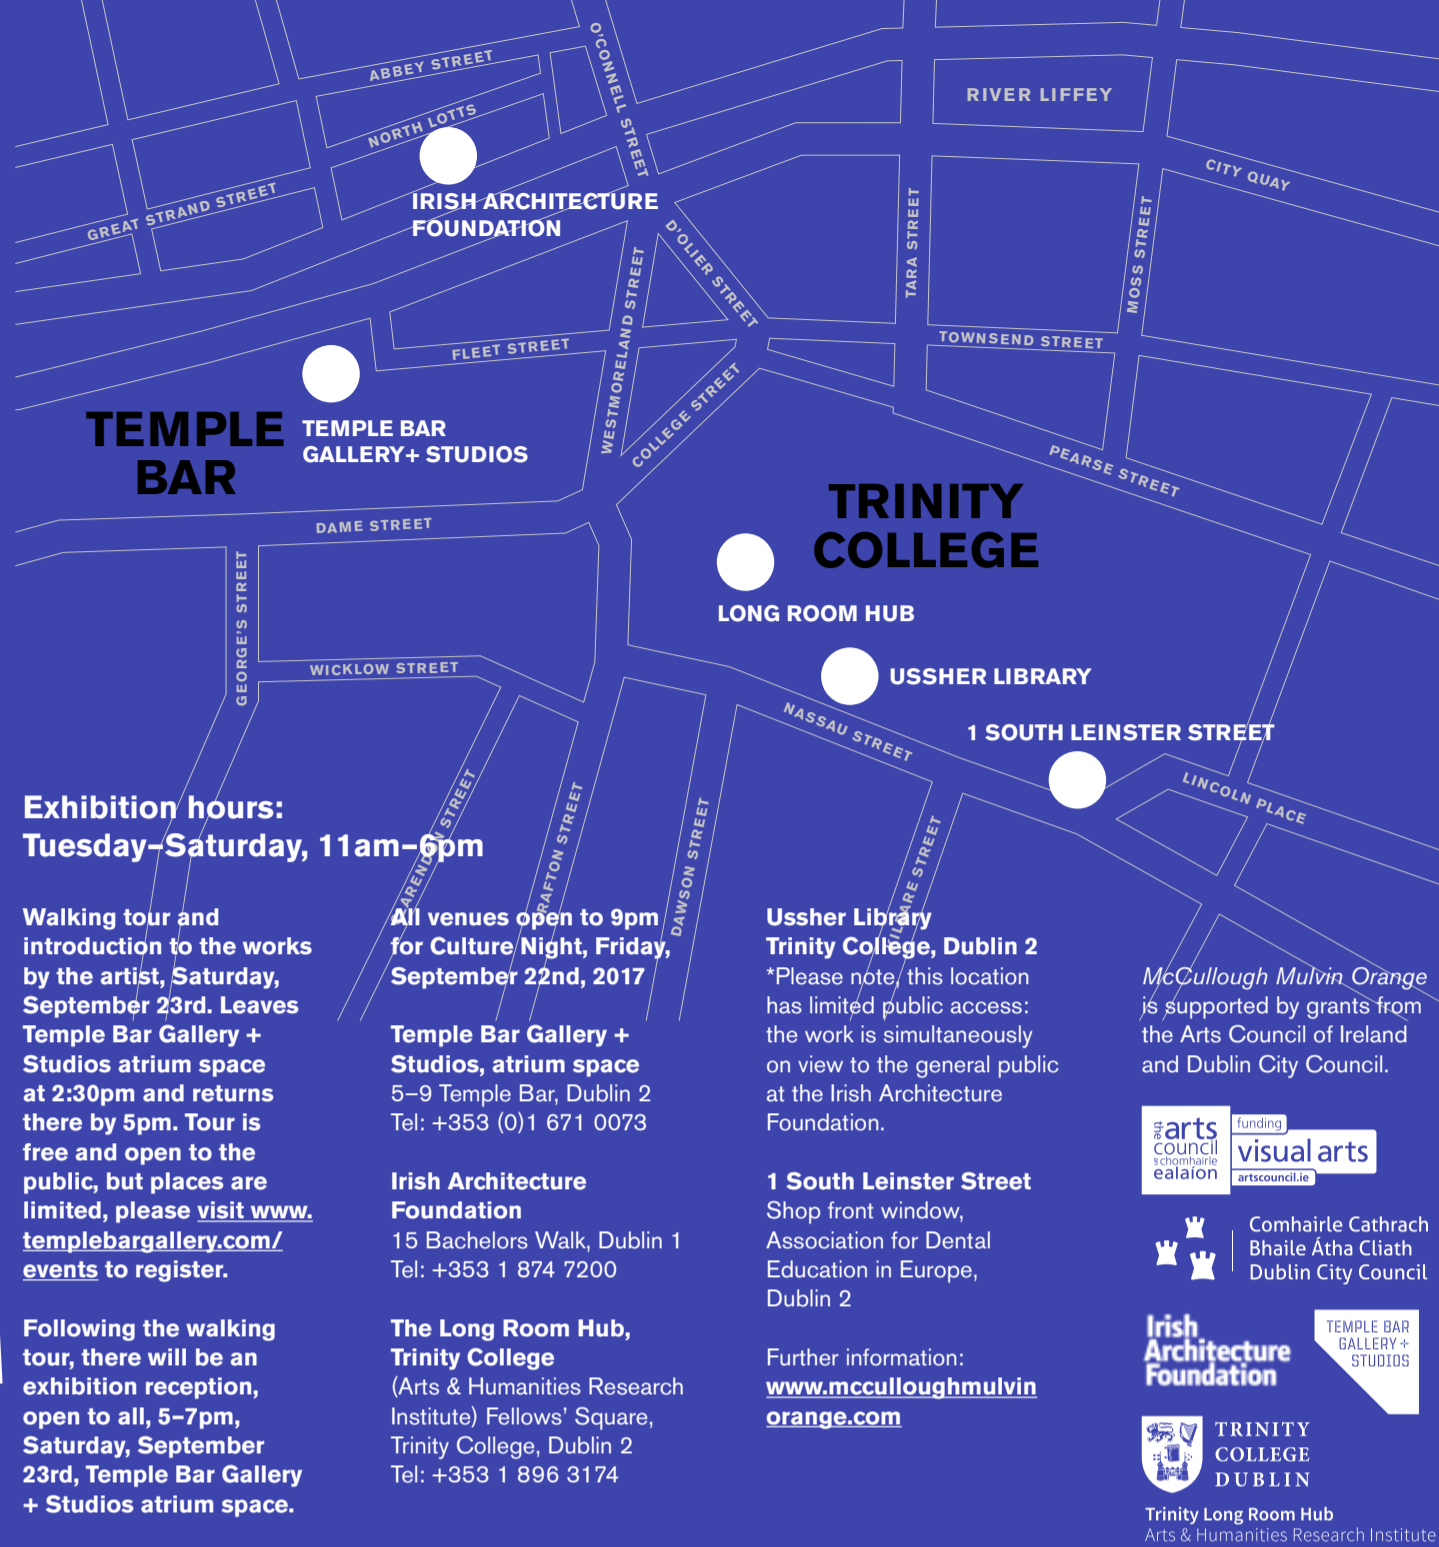 ABBEY STREET
O'CONNELL STREET
NORTH LOTTS
RIVER LIFFEY
CITY QUAY
GREAT STRAND STREET
IRISH ARCHITECTURE
FOUNDATION
D'OLIER STREET
TARA STREET
MOSS STREET
WESTMORELAND STREET
FLEET STREET
TOWNSEND STREET
COLLEGE STREET
TEMPLE
BAR
TEMPLE BAR
GALLERY+ STUDIOS
PEARSE STREET
TRINITY
COLLEGE
DAME STREET
GEORGE'S STREET
LONG ROOM HUB
WICKLOW STREET
USSHER LIBRARY
NASSAU STREET
1 SOUTH LEINSTER STREET
LINCOLN PLACE
STREET
RAFTON STREET
DAWSON STREET
STREET
Exhibition hours:
Tuesday–Saturday, 11am–6pm
Walking tour and
introduction to the works
by the artist, Saturday,
September 23rd. Leaves
Temple Bar Gallery +
Studios atrium space
at 2:30pm and returns
there by 5pm. Tour is
free and open to the
public, but places are
limited, please visit www.
templebargallery.com/
events to register.
Following the walking
tour, there will be an
exhibition reception,
open to all, 5–7pm,
Saturday, September
23rd, Temple Bar Gallery
+ Studios atrium space.
All venues open to 9pm
for Culture Night, Friday,
September 22nd, 2017
Temple Bar Gallery +
Studios, atrium space
5–9 Temple Bar, Dublin 2
Tel: +353 (0)1 671 0073
Irish Architecture
Foundation
15 Bachelors Walk, Dublin 1
Tel: +353 1 874 7200
The Long Room Hub,
Trinity College
(Arts & Humanities Research
Institute) Fellows' Square,
Trinity College, Dublin 2
Tel: +353 1 896 3174
Ussher Library
Trinity College, Dublin 2
*Please note, this location
has limited public access:
the work is simultaneously
on view to the general public
at the Irish Architecture
Foundation.
1 South Leinster Street
Shop front window,
Association for Dental
Education in Europe,
Dublin 2
Further information:
www.mcculloughmulvin
orange.com
McCullough Mulvin Orange
is supported by grants from
the Arts Council of Ireland
and Dublin City Council.
the arts
council
chomhairle
ealaíon
funding
visual arts
artscouncil.ie
Comhairle Cathrach
Bhaile Átha Cliath
Dublin City Council
Irish
Architecture
Foundation
TEMPLE BAR
GALLERY+
STUDIOS
TRINITY
COLLEGE
DUBLIN
Trinity Long Room Hub
Arts & Humanities Research Institute